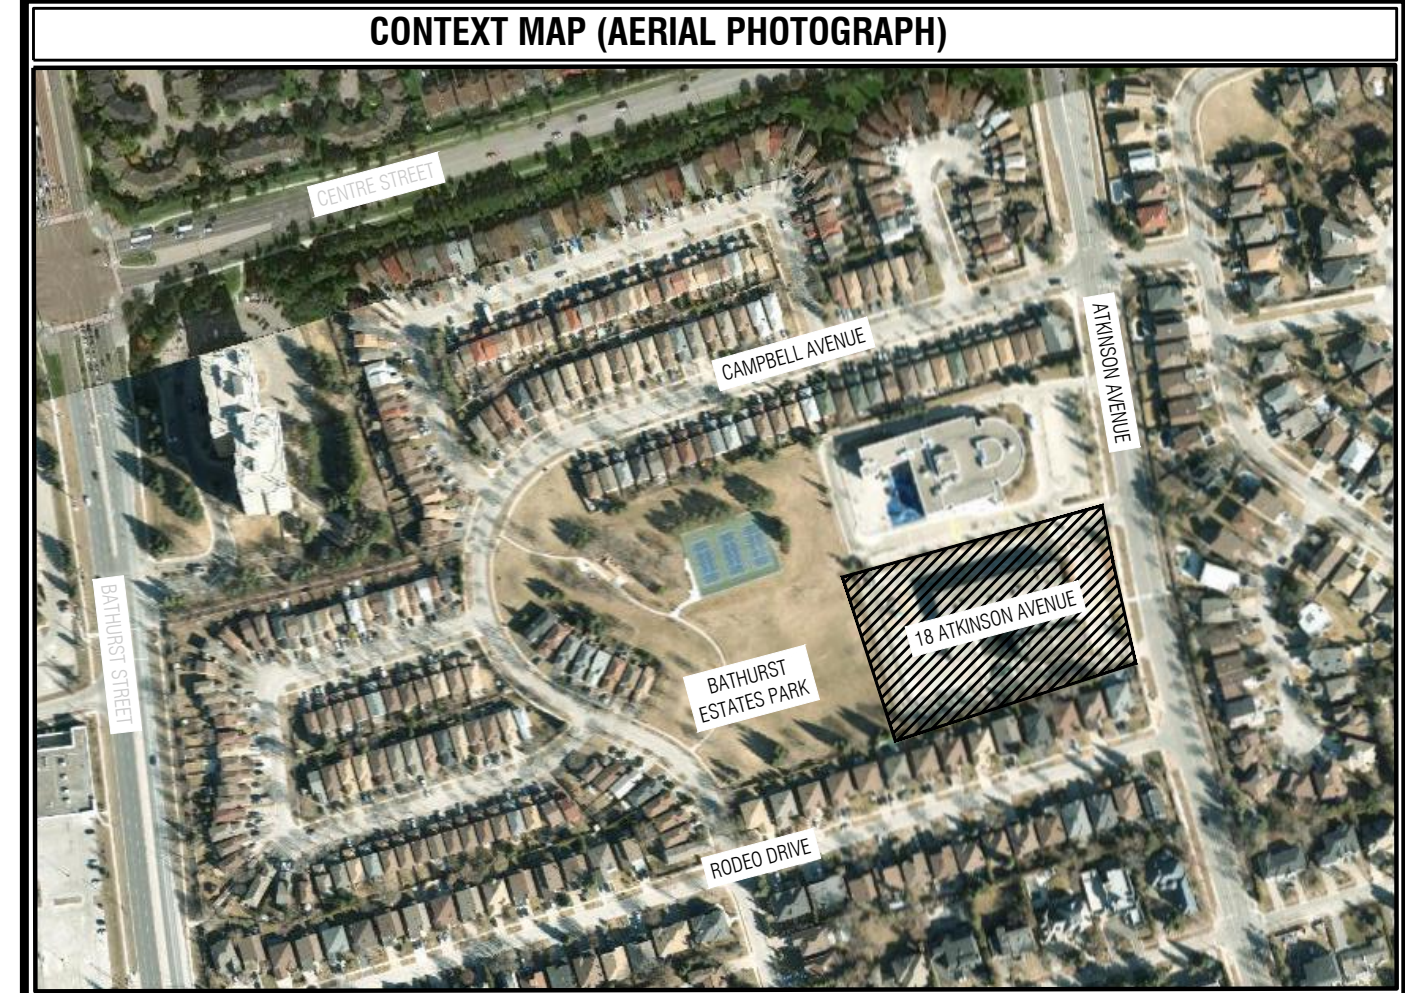 CONTEXT MAP (AERIAL PHOTOGRAPH)
CENTRE STREET
CAMPBELL AVENUE
ATKINSON AVENUE
BATHURST STREET
18 ATKINSON AVENUE
BATHURST
ESTATES PARK
RODEO DRIVE